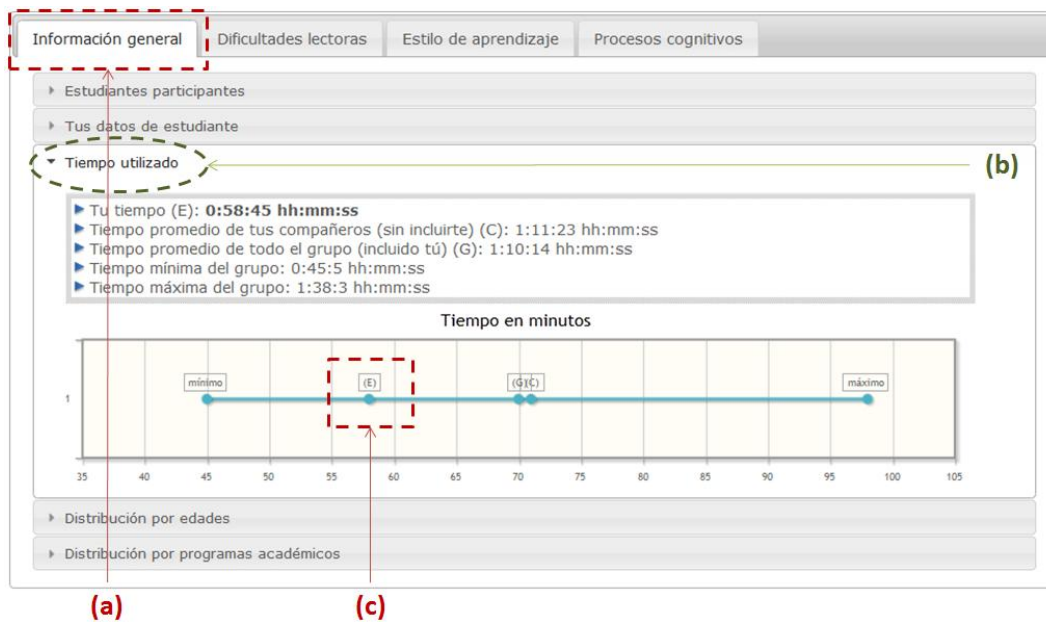 Información general Dificultades lectoras Estilo de aprendizaje Procesos cognitivos
Estudiantes participantes
Tus datos de estudiante
Tiempo utilizado
(b)
Tu tiempo (E): 0:58:45 hh:mm:ss
Tiempo promedio de tus compañeros (sin incluirte) (C): 1:11:23 hh:mm:ss
Tiempo promedio de todo el grupo (incluido tú) (G): 1:10:14 hh:mm:ss
Tiempo mínima del grupo: 0:45:5 hh:mm:ss
Tiempo máxima del grupo: 1:38:3 hh:mm:ss
Tiempo en minutos
mínimo (E) (G) (C) máximo
1
35 40 45 50 55 60 65 70 75 80 85 90 95 100 105
Distribución por edades
Distribución por programas académicos
(a) (c)